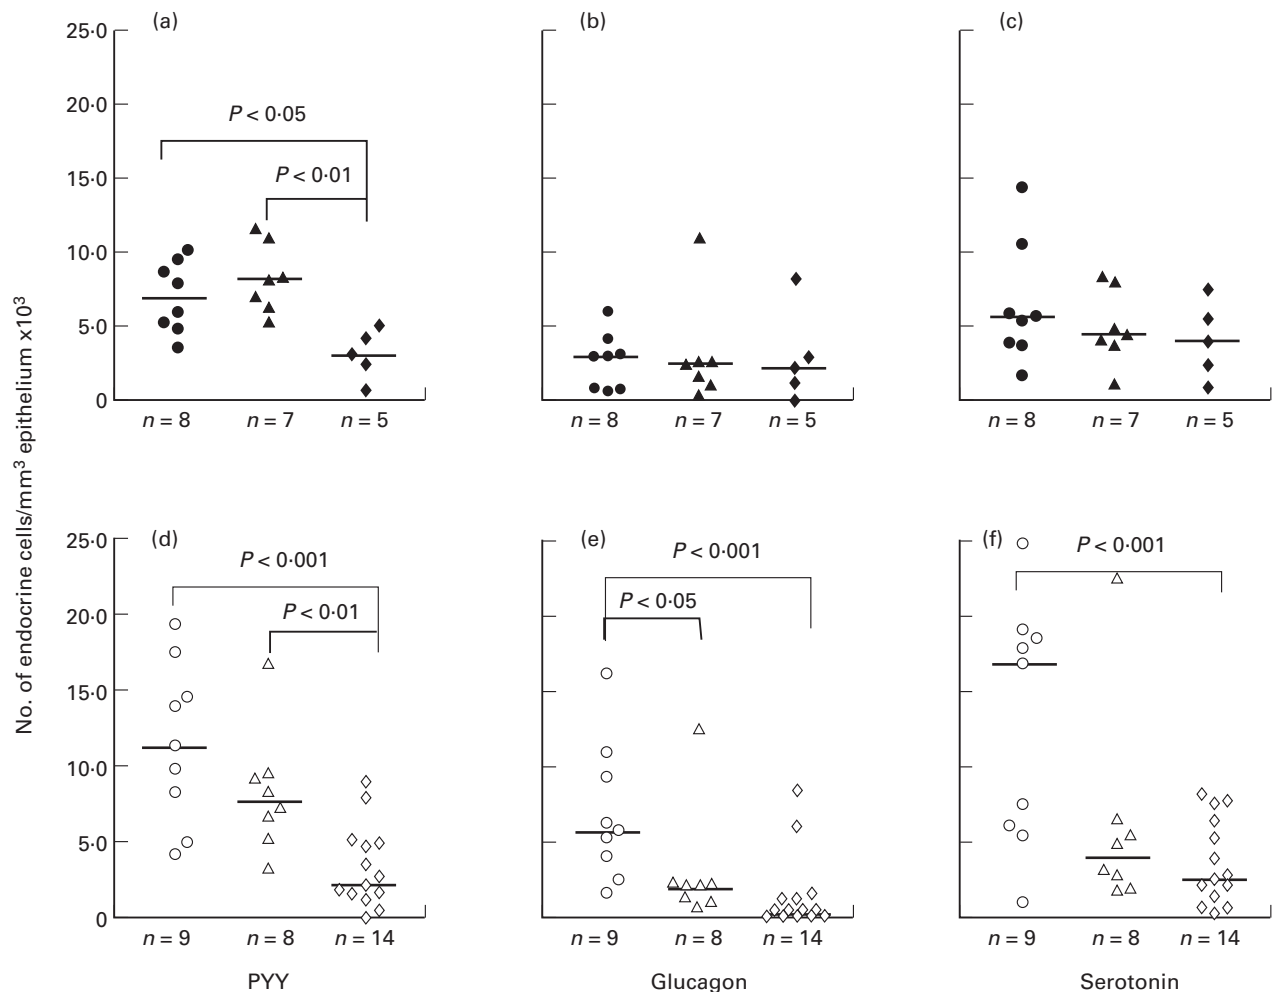 (a) (b) (c)
25·0
20·0
15·0
10·0
5·0
0
P < 0·05
P < 0·01
n = 8 n = 7 n = 5
n = 8 n = 7 n = 5
n = 8 n = 7 n = 5
No. of endocrine cells/mm³ epithelium x10³
(d) (e) (f)
25·0
20·0
15·0
10·0
5·0
0
P < 0·001
P < 0·01
P < 0·001
P < 0·05
P < 0·001
n = 9 n = 8 n = 14
n = 9 n = 8 n = 14
n = 9 n = 8 n = 14
PYY Glucagon Serotonin